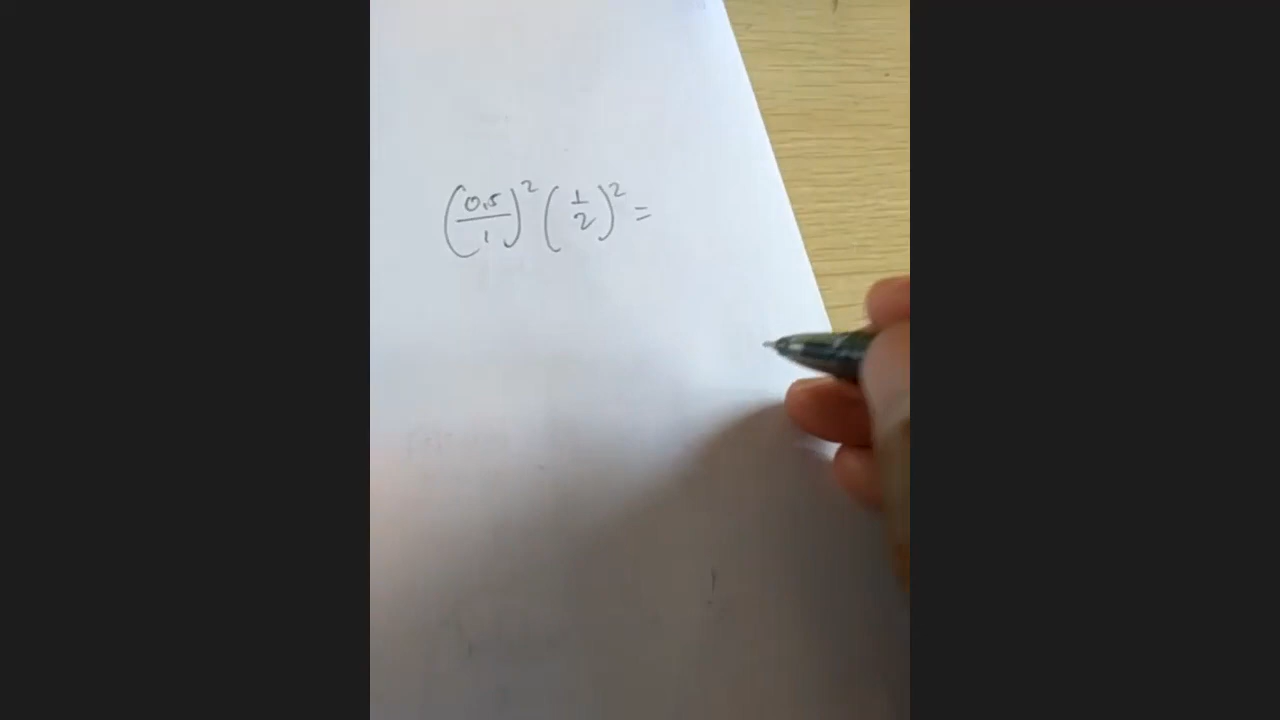 (0,5/1)² (1/2)² =